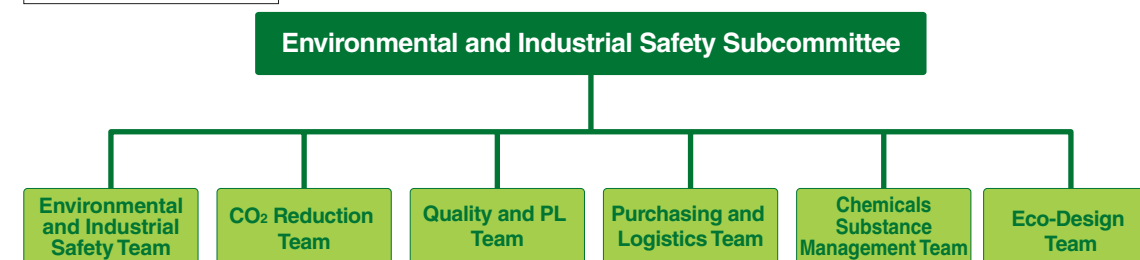 Environmental and Industrial Safety Subcommittee
Environmental
and Industrial
Safety Team
CO₂ Reduction
Team
Quality and PL
Team
Purchasing and
Logistics Team
Chemicals
Substance
Management Team
Eco-Design
Team